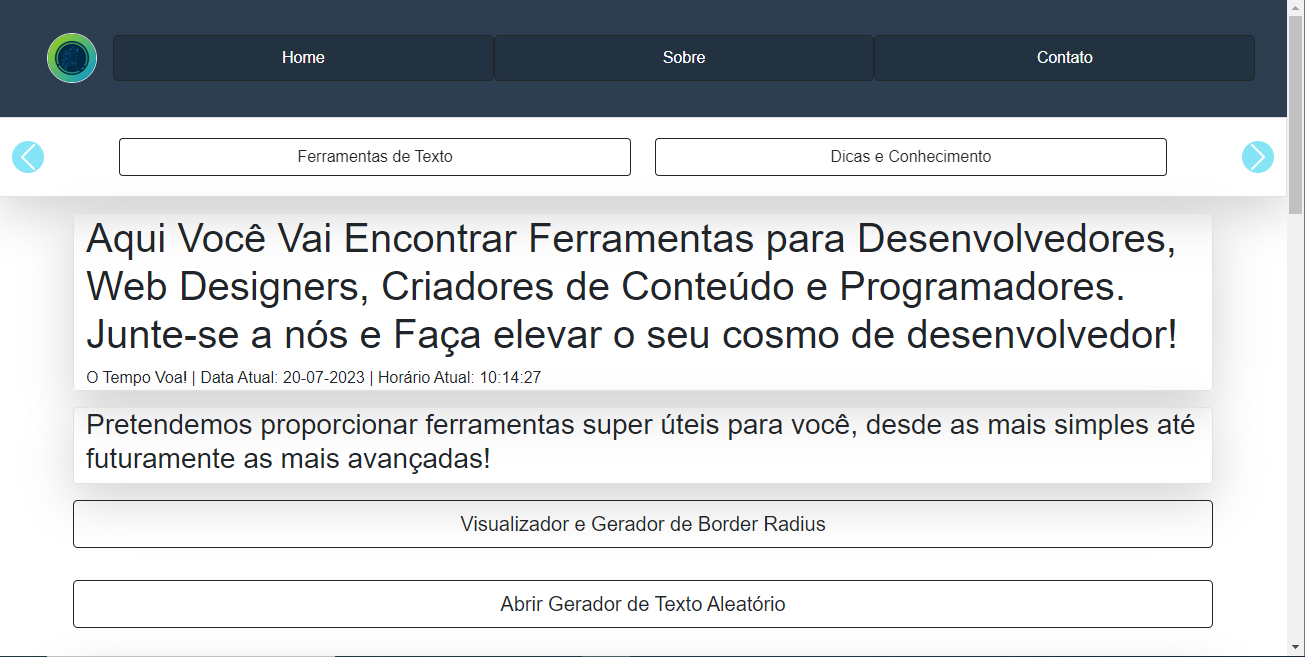 Home
Sobre
Contato
Ferramentas de Texto
Dicas e Conhecimento
Aqui Você Vai Encontrar Ferramentas para Desenvolvedores,
Web Designers, Criadores de Conteúdo e Programadores.
Junte-se a nós e Faça elevar o seu cosmo de desenvolvedor!
O Tempo Voa! | Data Atual: 20-07-2023 | Horário Atual: 10:14:27
Pretendemos proporcionar ferramentas super úteis para você, desde as mais simples até
futuramente as mais avançadas!
Visualizador e Gerador de Border Radius
Abrir Gerador de Texto Aleatório